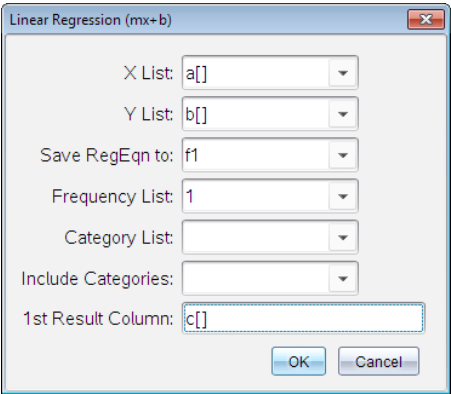 Linear Regression (mx+b)
X List: a[]
Y List: b[]
Save RegEqn to: f1
Frequency List: 1
Category List:
Include Categories:
1st Result Column: c[]
OK Cancel